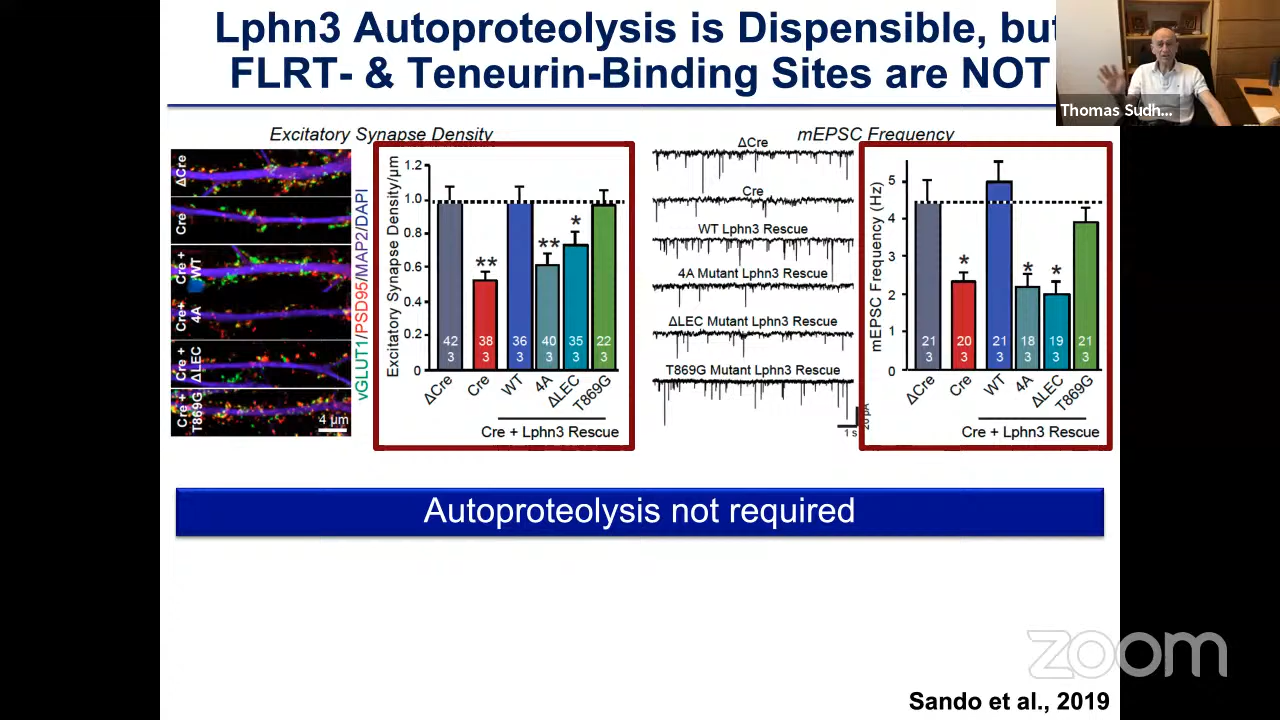 Lphn3 Autoproteolysis is Dispensible, but
FLRT- & Teneurin-Binding Sites are NOT
Thomas Sudh...
Excitatory Synapse Density
ΔCre
Cre
Cre +
WT
Cre+
4A
Cre +
ΔLEC
Cre +
T869G
4 μm
vGLUT1/PSD95/MAP2/DAPI
Excitatory Synapse Density/μm
1.2
1.0
0.8
0.6
0.4
0.2
0
** ** *
42 38 36 40 35 22
3 3 3 3 3 3
ΔCre Cre WT 4A ΔLEC T869G
Cre + Lphn3 Rescue
mEPSC Frequency
ΔCre
Cre
WT Lphn3 Rescue
4A Mutant Lphn3 Rescue
ΔLEC Mutant Lphn3 Rescue
T869G Mutant Lphn3 Rescue
1 s
20 pA
mEPSC Frequency (Hz)
5
4
3
2
1
0
* * *
21 20 21 18 19 21
3 3 3 3 3 3
ΔCre Cre WT 4A ΔLEC T869G
Cre + Lphn3 Rescue
Autoproteolysis not required
zoom
Sando et al., 2019